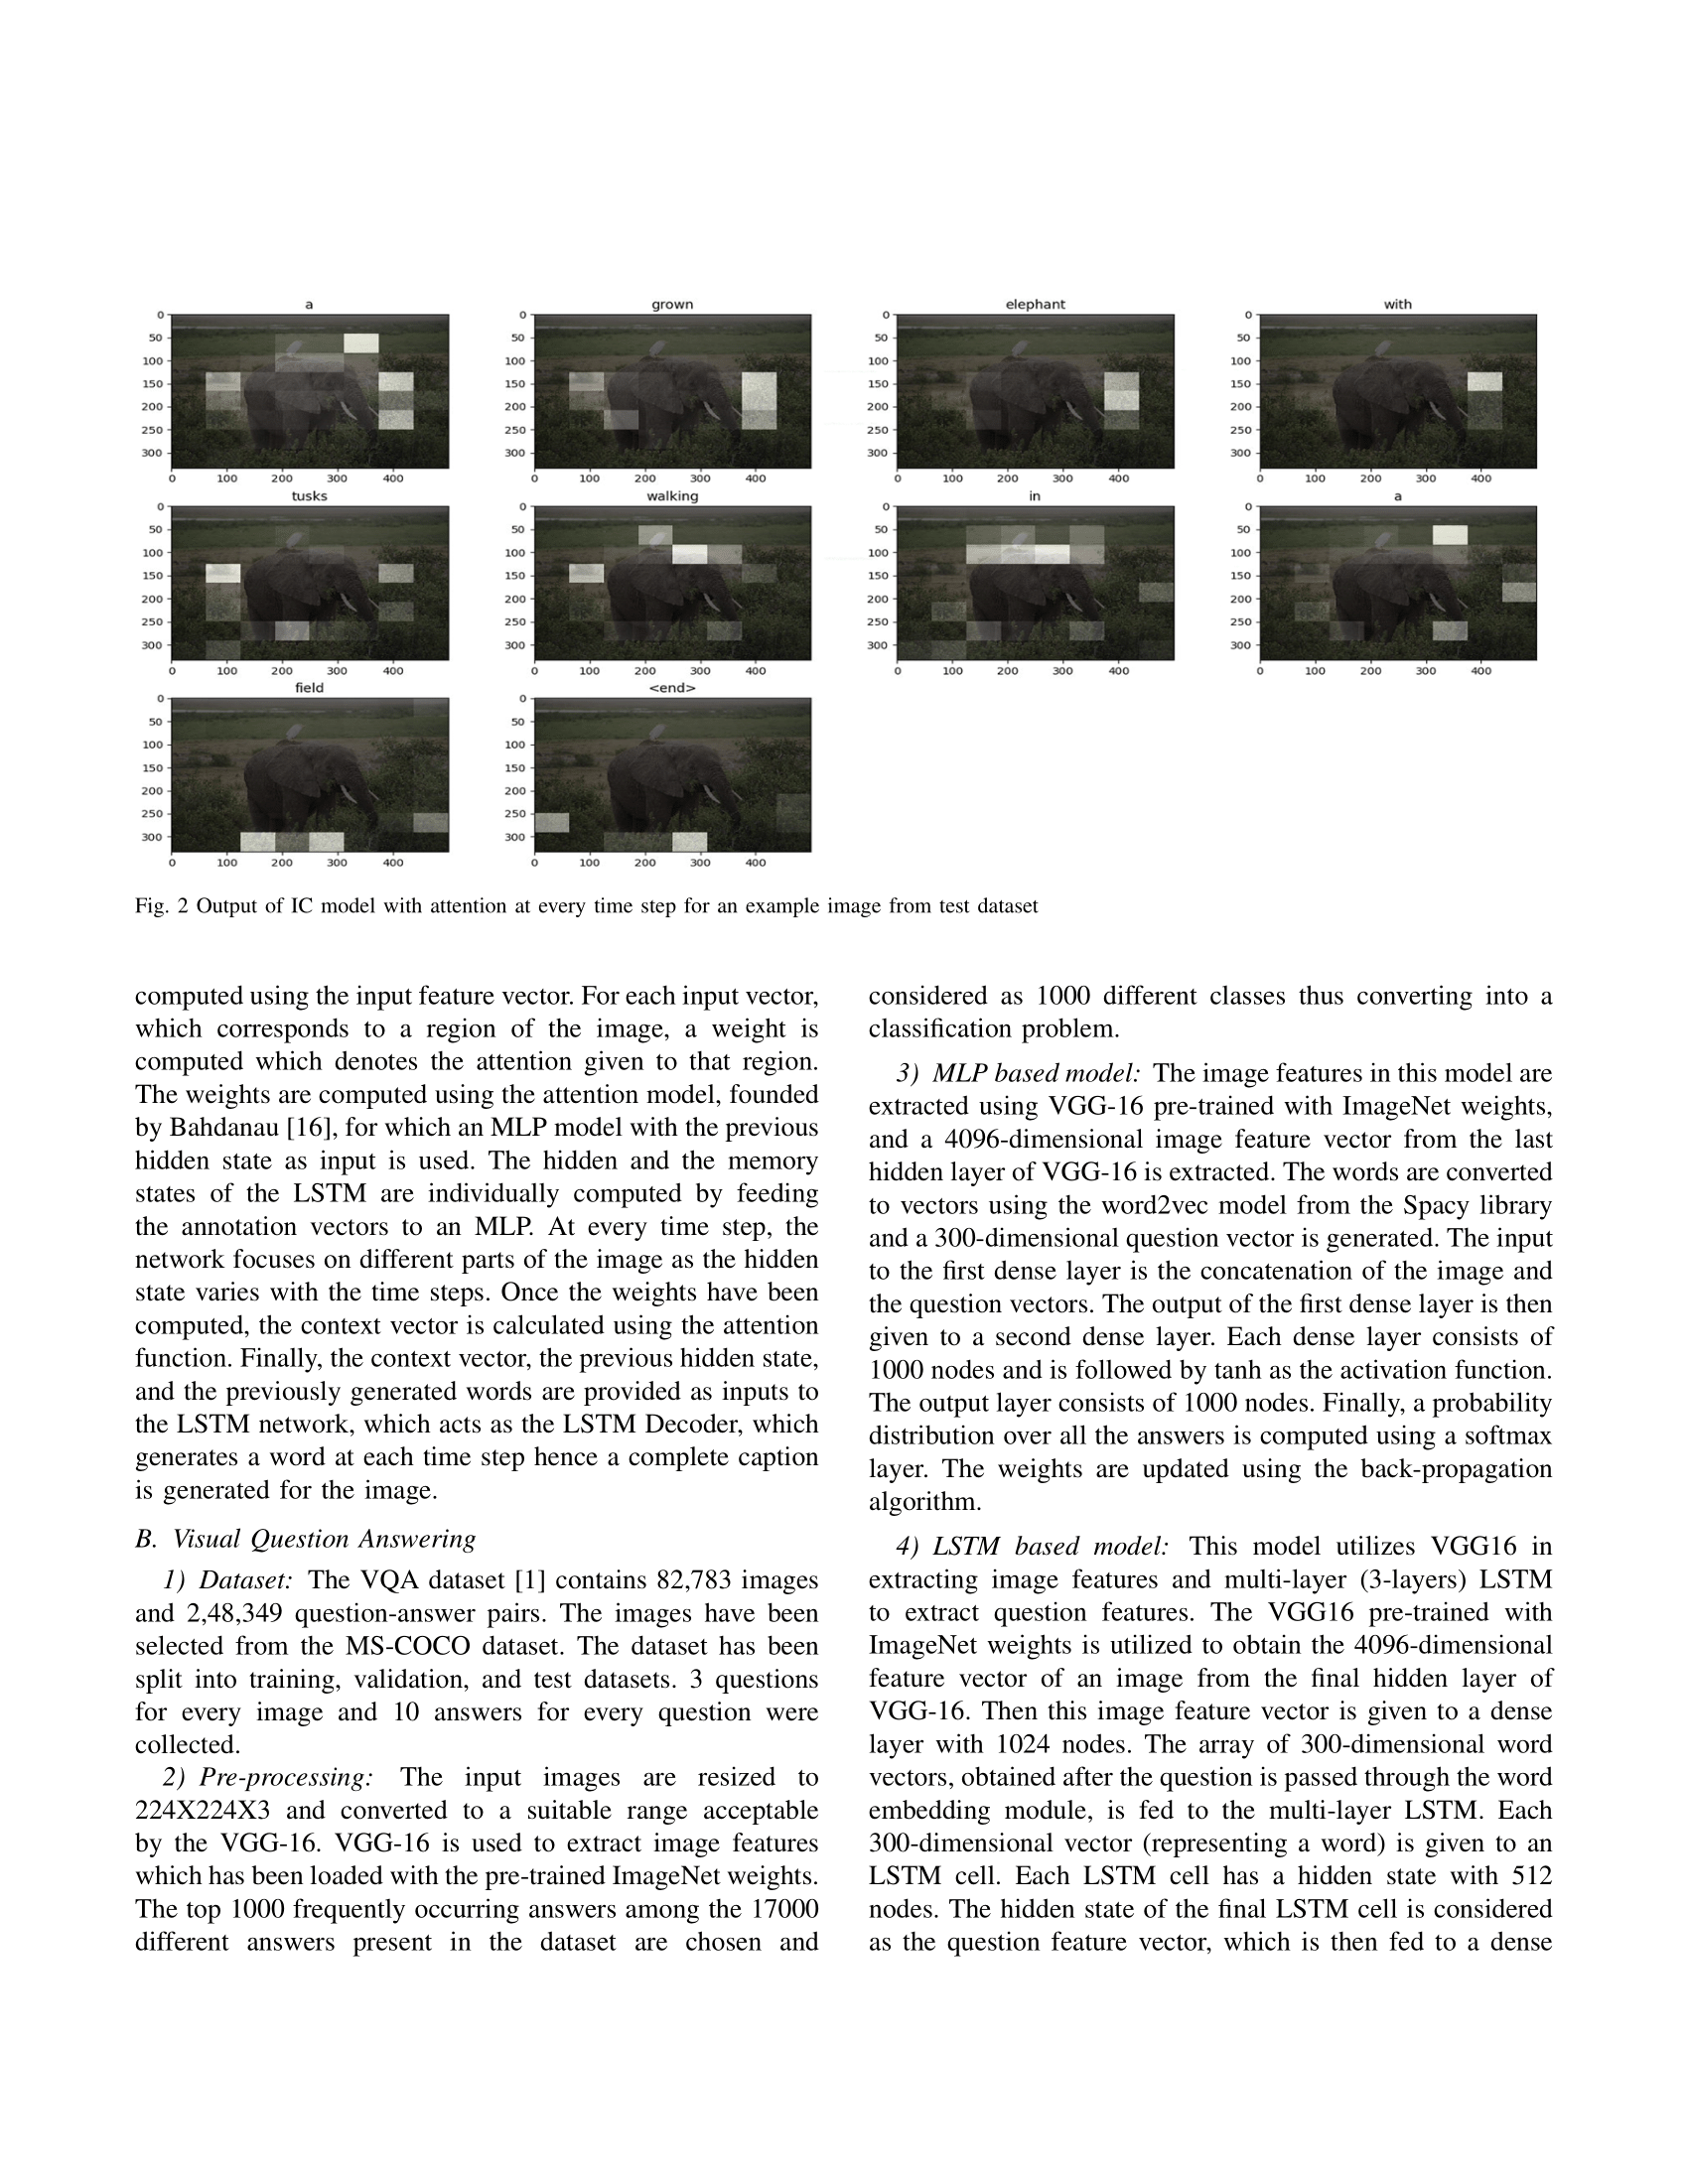 a
grown
elephant
with
0
50
100
150
200
250
300
0 100 200 300 400
0
50
100
150
200
250
300
0 100 200 300 400
0
50
100
150
200
250
300
0 100 200 300 400
0
50
100
150
200
250
300
0 100 200 300 400
tusks
walking
in
a
0
50
100
150
200
250
300
0 100 200 300 400
0
50
100
150
200
250
300
0 100 200 300 400
0
50
100
150
200
250
300
0 100 200 300 400
0
50
100
150
200
250
300
0 100 200 300 400
field
<end>
0
50
100
150
200
250
300
0 100 200 300 400
0
50
100
150
200
250
300
0 100 200 300 400
Fig. 2 Output of IC model with attention at every time step for an example image from test dataset
computed using the input feature vector. For each input vector,
which corresponds to a region of the image, a weight is
computed which denotes the attention given to that region.
The weights are computed using the attention model, founded
by Bahdanau [16], for which an MLP model with the previous
hidden state as input is used. The hidden and the memory
states of the LSTM are individually computed by feeding
the annotation vectors to an MLP. At every time step, the
network focuses on different parts of the image as the hidden
state varies with the time steps. Once the weights have been
computed, the context vector is calculated using the attention
function. Finally, the context vector, the previous hidden state,
and the previously generated words are provided as inputs to
the LSTM network, which acts as the LSTM Decoder, which
generates a word at each time step hence a complete caption
is generated for the image.
B. Visual Question Answering
1) Dataset: The VQA dataset [1] contains 82,783 images
and 2,48,349 question-answer pairs. The images have been
selected from the MS-COCO dataset. The dataset has been
split into training, validation, and test datasets. 3 questions
for every image and 10 answers for every question were
collected.
2) Pre-processing: The input images are resized to
224X224X3 and converted to a suitable range acceptable
by the VGG-16. VGG-16 is used to extract image features
which has been loaded with the pre-trained ImageNet weights.
The top 1000 frequently occurring answers among the 17000
different answers present in the dataset are chosen and
considered as 1000 different classes thus converting into a
classification problem.
3) MLP based model: The image features in this model are
extracted using VGG-16 pre-trained with ImageNet weights,
and a 4096-dimensional image feature vector from the last
hidden layer of VGG-16 is extracted. The words are converted
to vectors using the word2vec model from the Spacy library
and a 300-dimensional question vector is generated. The input
to the first dense layer is the concatenation of the image and
the question vectors. The output of the first dense layer is then
given to a second dense layer. Each dense layer consists of
1000 nodes and is followed by tanh as the activation function.
The output layer consists of 1000 nodes. Finally, a probability
distribution over all the answers is computed using a softmax
layer. The weights are updated using the back-propagation
algorithm.
4) LSTM based model: This model utilizes VGG16 in
extracting image features and multi-layer (3-layers) LSTM
to extract question features. The VGG16 pre-trained with
ImageNet weights is utilized to obtain the 4096-dimensional
feature vector of an image from the final hidden layer of
VGG-16. Then this image feature vector is given to a dense
layer with 1024 nodes. The array of 300-dimensional word
vectors, obtained after the question is passed through the word
embedding module, is fed to the multi-layer LSTM. Each
300-dimensional vector (representing a word) is given to an
LSTM cell. Each LSTM cell has a hidden state with 512
nodes. The hidden state of the final LSTM cell is considered
as the question feature vector, which is then fed to a dense